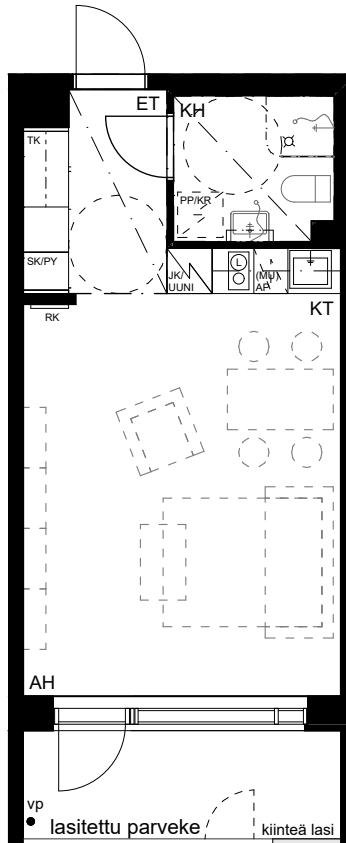 ET
KH
TK
PP/KR
SK/PY
JK/
UUNI
L
(MU)
AP
RK
KT
AH
vp
lasitettu parveke
kiinteä lasi